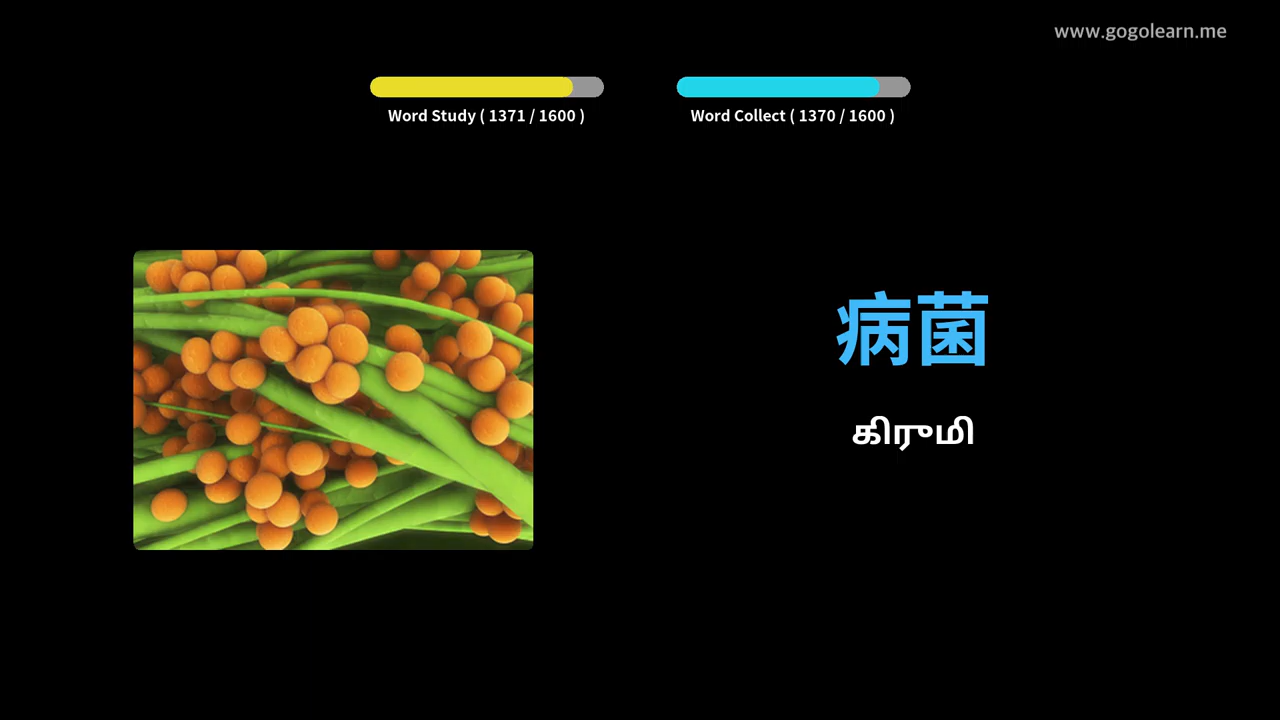 www.gogolearn.me
Word Study ( 1371 / 1600 )
Word Collect ( 1370 / 1600 )
病菌
கிருமி